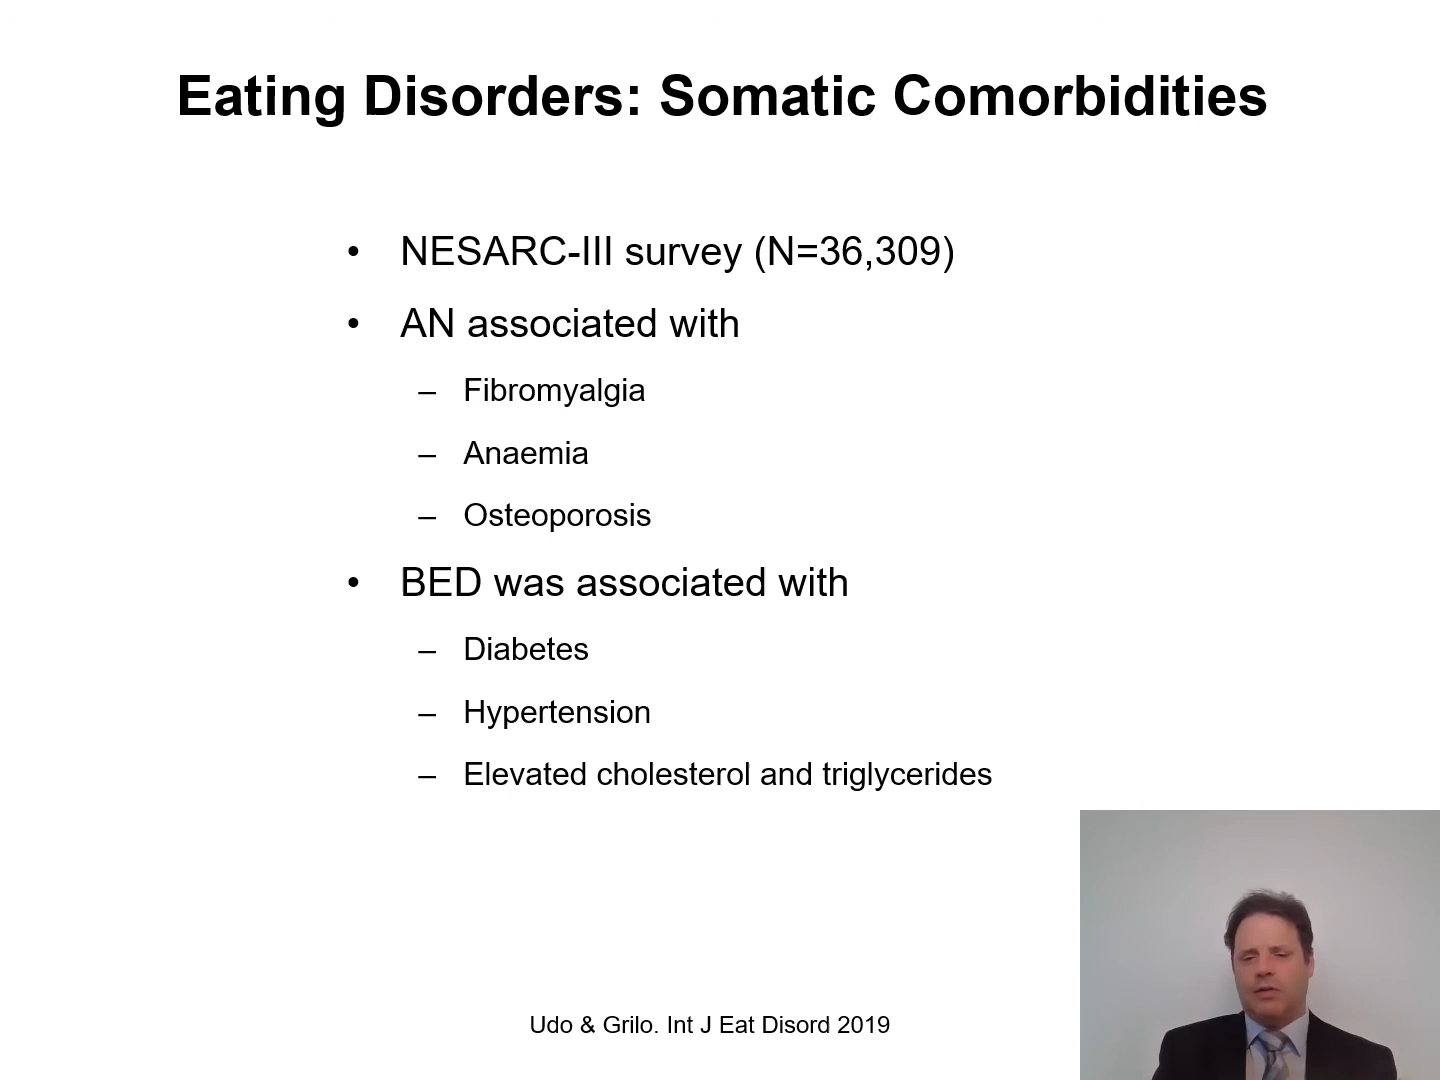 Eating Disorders: Somatic Comorbidities
• NESARC-III survey (N=36,309)
• AN associated with
– Fibromyalgia
– Anaemia
– Osteoporosis
• BED was associated with
– Diabetes
– Hypertension
– Elevated cholesterol and triglycerides
Udo & Grilo. Int J Eat Disord 2019